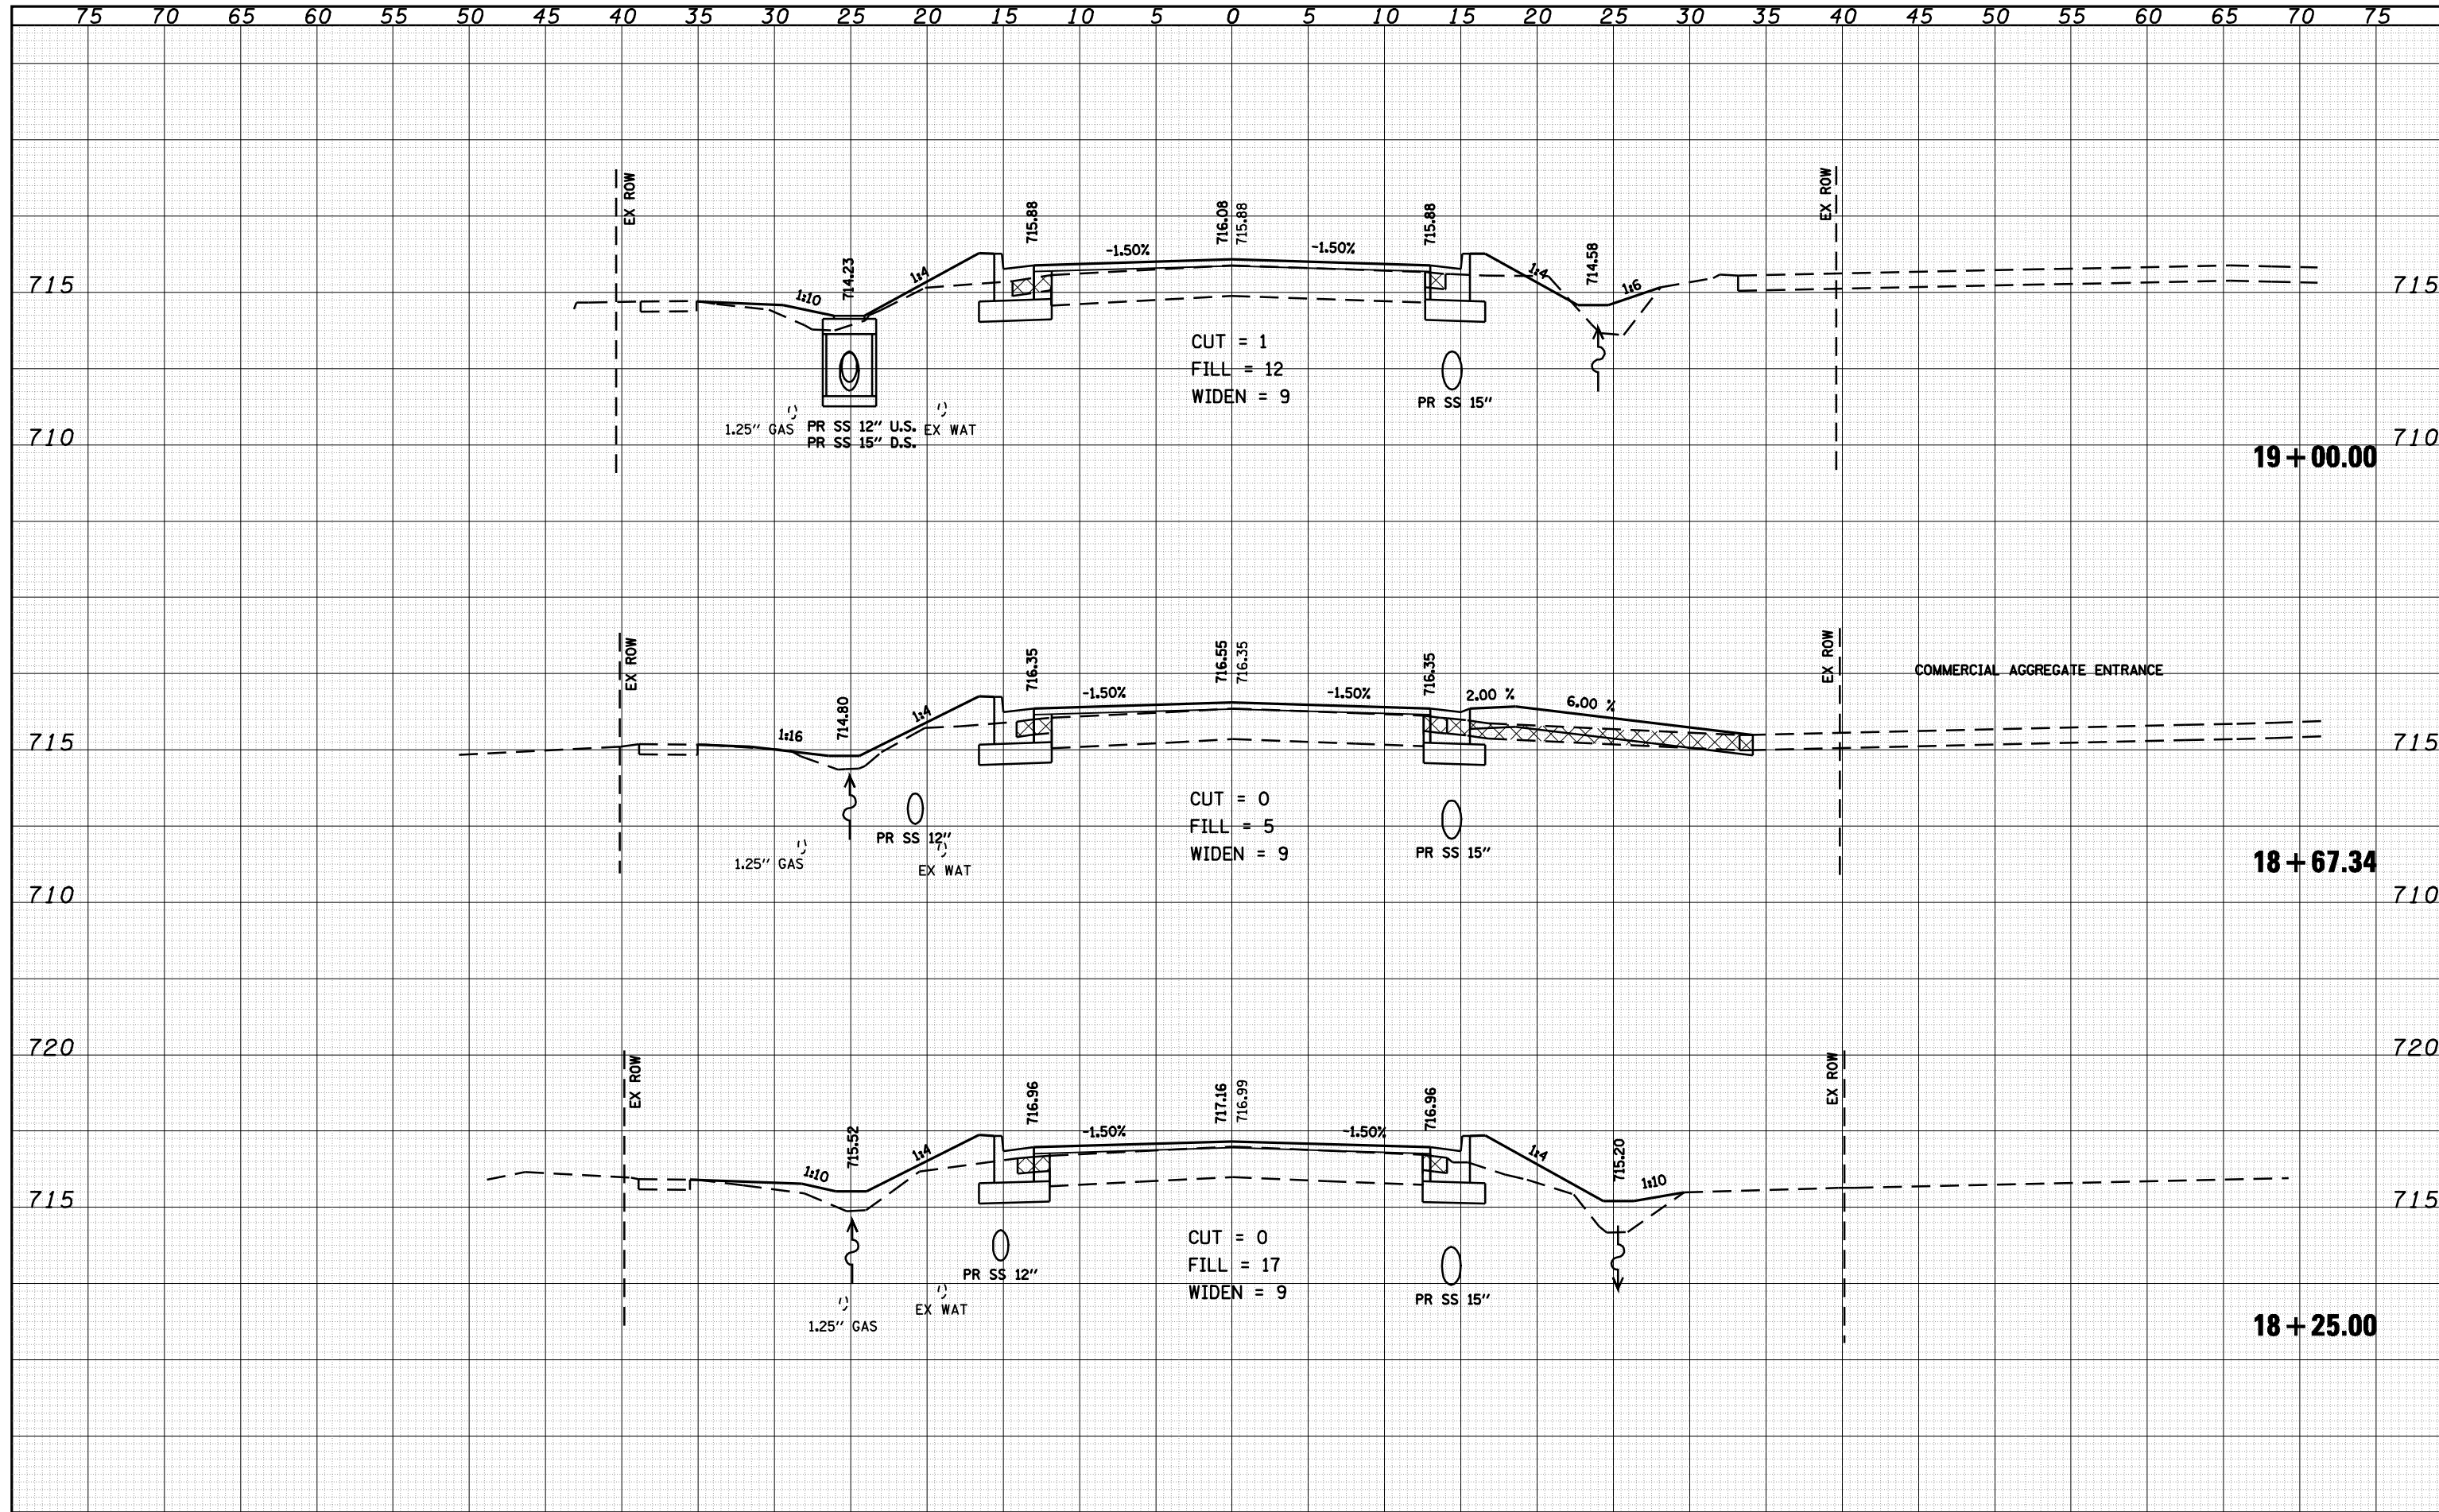 75 70 65 60 55 50 45 40 35 30 25 20 15 10 5 0 5 10 15 20 25 30 35 40 45 50 55 60 65 70 75
EX ROW
EX ROW
715.88
716.08
715.88
715.88
714.23
714.58
-1.50%
-1.50%
1:10
1:4
1:4
1:6
715
715
CUT = 1
FILL = 12
WIDEN = 9
PR SS 15"
1.25" GAS
PR SS 12" U.S.
PR SS 15" D.S.
EX WAT
710
710
19+00.00
EX ROW
EX ROW
716.35
716.55
716.35
716.35
714.80
COMMERCIAL AGGREGATE ENTRANCE
-1.50%
-1.50%
2.00 %
6.00 %
1:16
1:4
715
715
CUT = 0
FILL = 5
WIDEN = 9
PR SS 12"
PR SS 15"
1.25" GAS
EX WAT
18+67.34
710
710
720
720
EX ROW
EX ROW
716.96
717.16
716.99
716.96
715.52
715.20
-1.50%
-1.50%
1:10
1:4
1:4
1:10
715
715
CUT = 0
FILL = 17
WIDEN = 9
PR SS 12"
PR SS 15"
EX WAT
1.25" GAS
18+25.00